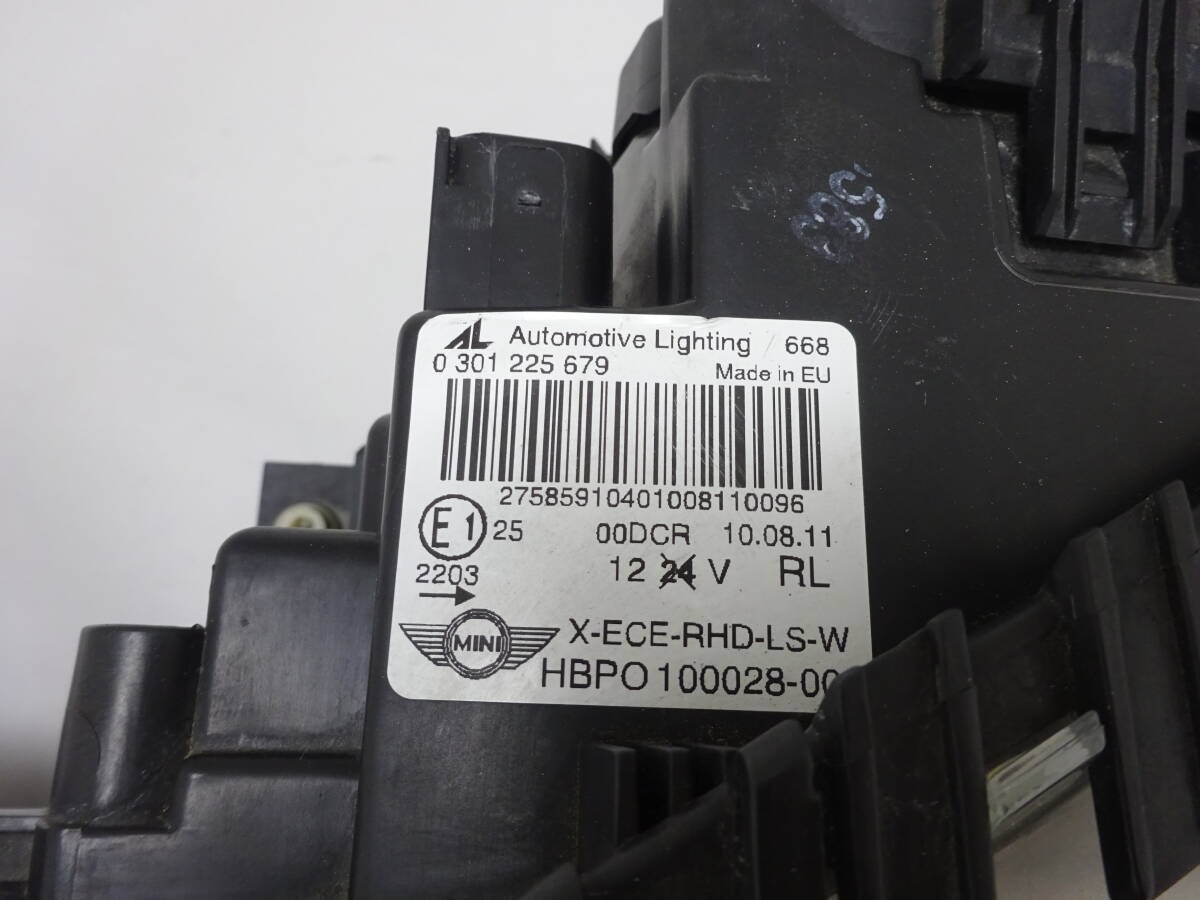 AL Automotive Lighting / 668
0 301 225 679 Made in EU
27585910401008110096
E1 25 00DCR 10.08.11
2203 12 24 V RL
MINI X-ECE-RHD-LS-W
HBPO 100028-00